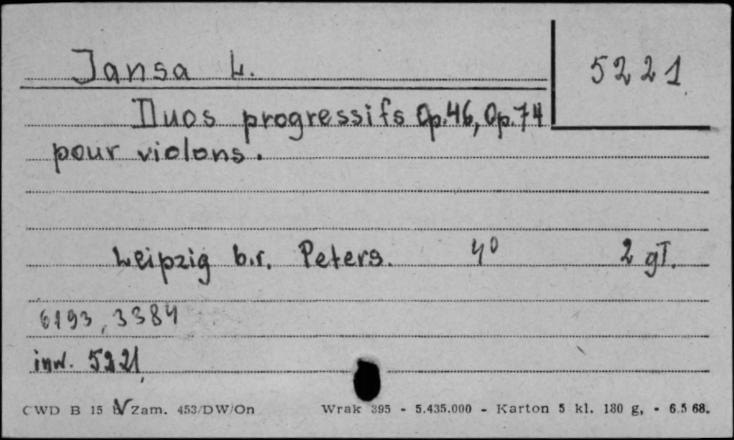 Jansa L.
5221
Duos progressifs Op.46, Op.74
pour violons.
Leipzig b.r. Peters. 4° 2 gT.
6193, 3384
inw. 5221
CWD B 15 Zam. 453/DW/On Wrak 395 - 5.435.000 - Karton 5 kl. 180 g, - 6.5 68.